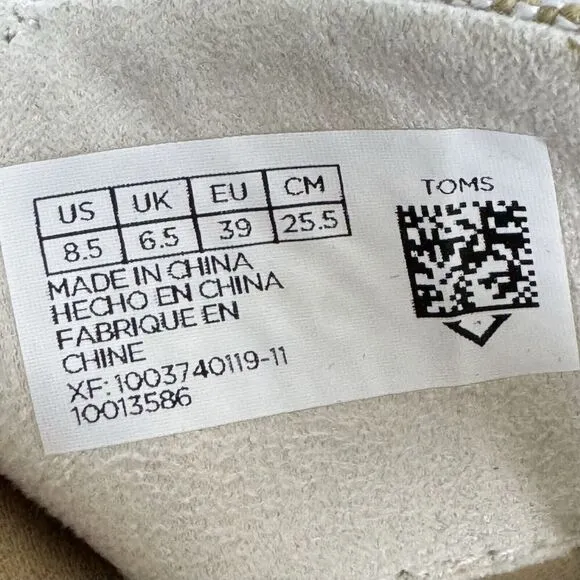 US UK EU CM
8.5 6.5 39 25.5
MADE IN CHINA
HECHO EN CHINA
FABRIQUE EN
CHINE
XF: 1003740119-11
10013586
TOMS